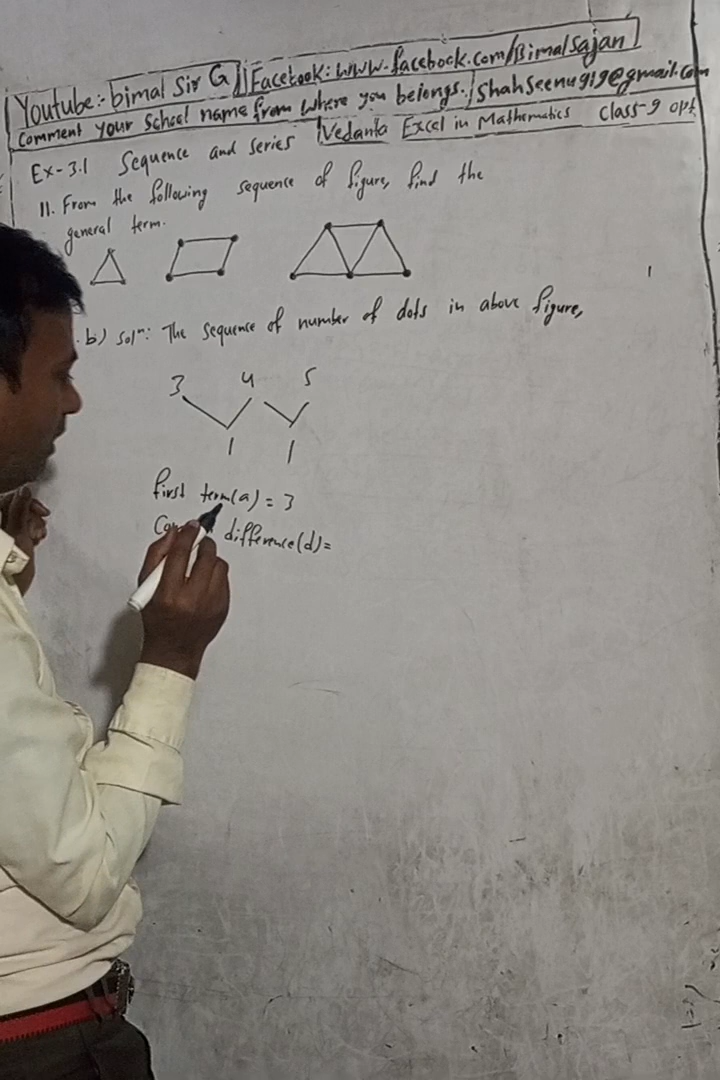 Youtube:- bimal Sir G || Facebook: www.facebook.com/BimalSajan
Comment your School name from where you belongs. | Shahseenu919@gmail.com
Ex-3.1 Sequence and series | Vedanta Excel in Mathematics Class-9 opt
11. From the following sequence of figure, find the
general term.
b) Solⁿ: The Sequence of number of dots in above figure,
3 4 5
1 1
first term(a) = 3
difference(d)=